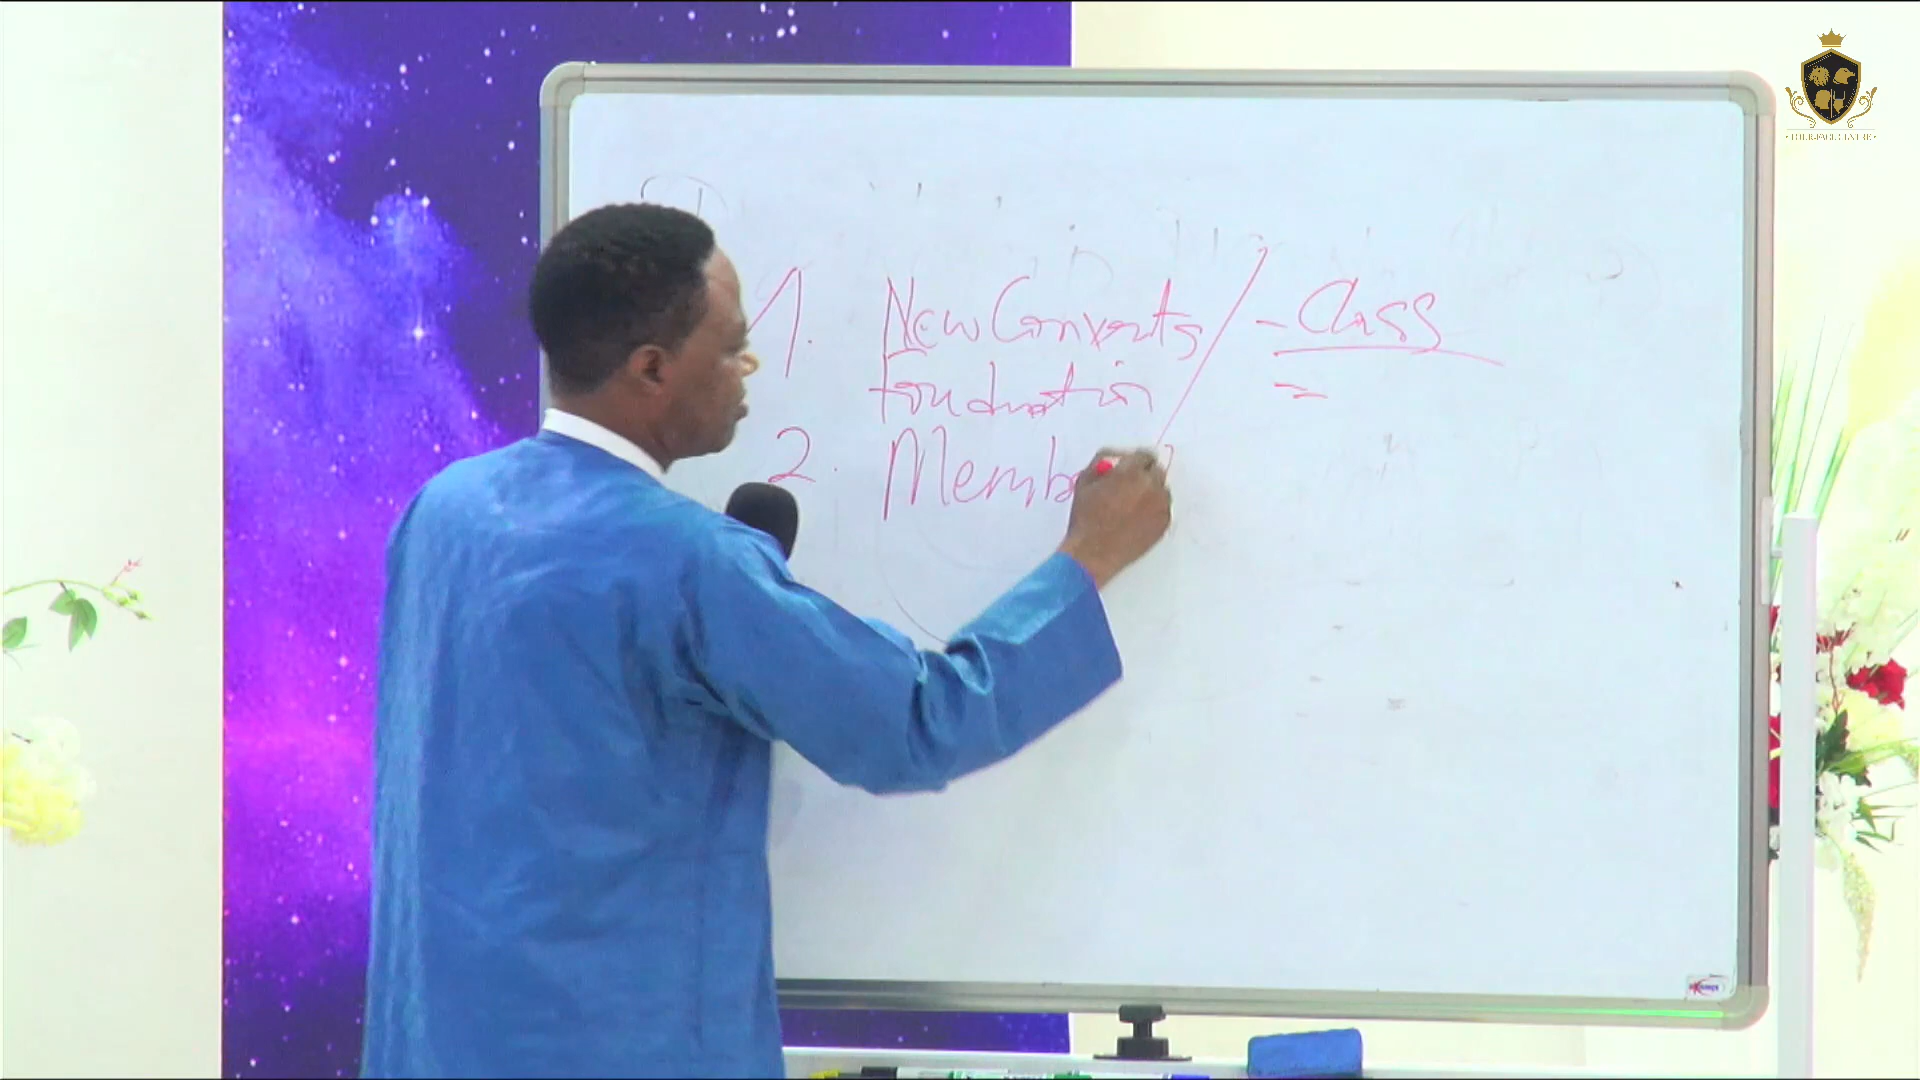 1. New Converts / - Class
Foundation
2. Memb